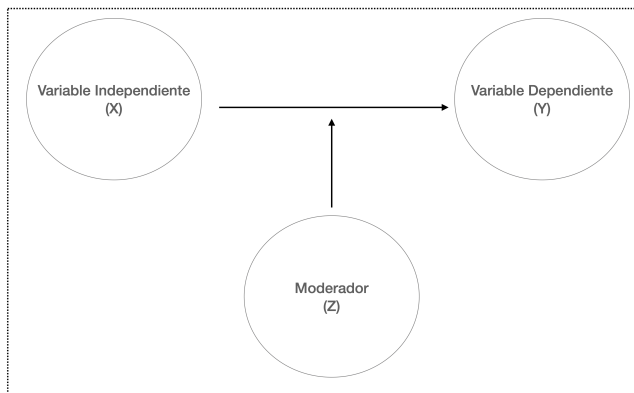 Variable Independiente
(X)
Variable Dependiente
(Y)
Moderador
(Z)